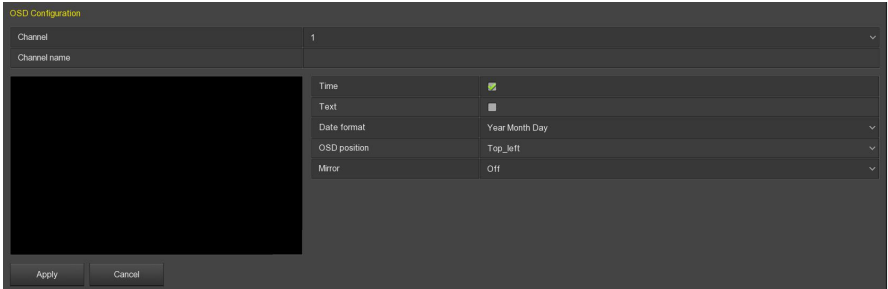 OSD Configuration
Channel 1
Channel name
Time
Text
Date format Year Month Day
OSD position Top_left
Mirror Off
Apply Cancel